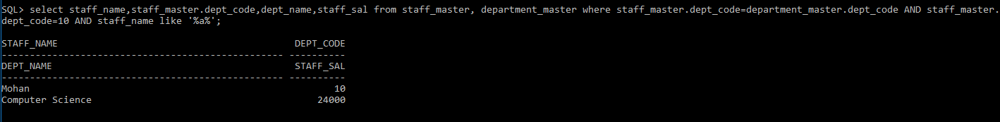 SQL> select staff_name,staff_master.dept_code,dept_name,staff_sal from staff_master, department_master where staff_master.dept_code=department_master.dept_code AND staff_master.
dept_code=10 AND staff_name like '%a%';
STAFF_NAME                                          DEPT_CODE
-------------------------------------------------- ----------
DEPT_NAME                                           STAFF_SAL
-------------------------------------------------- ----------
Mohan                                                      10
Computer Science                                        24000